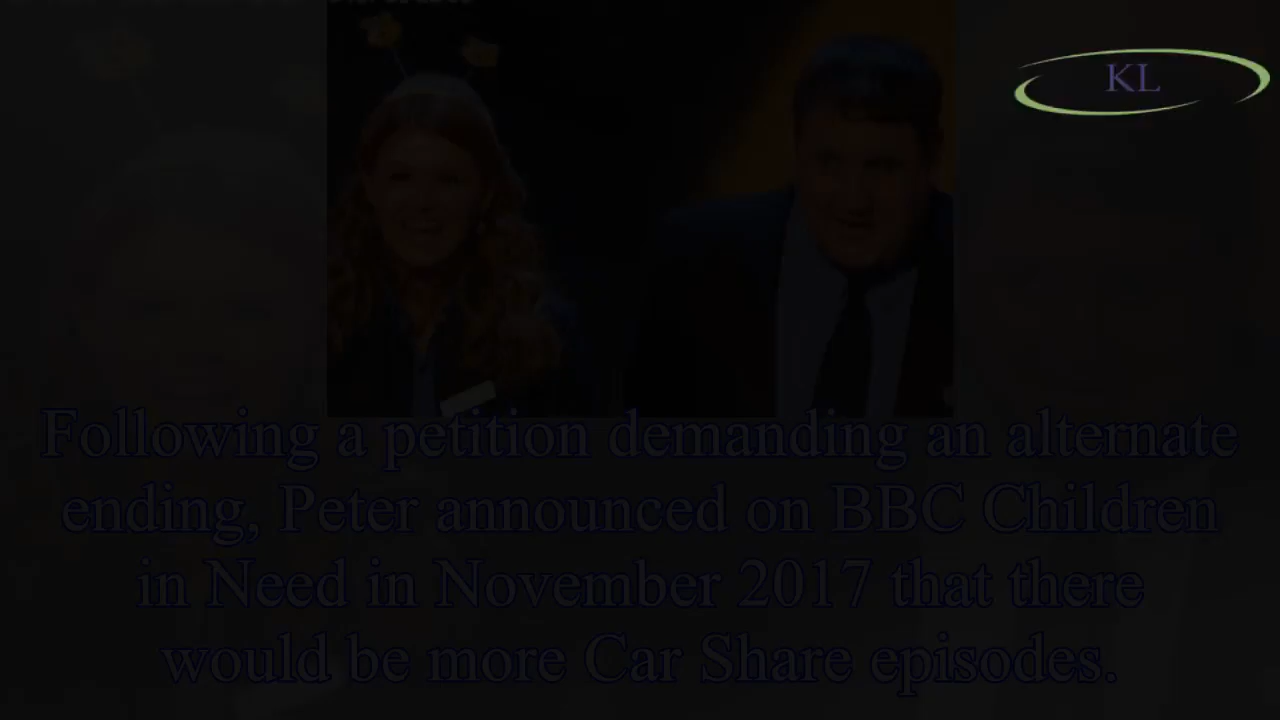 KL
Following a petition demanding an alternate
ending, Peter announced on BBC Children
in Need in November 2017 that there
would be more Car Share episodes.